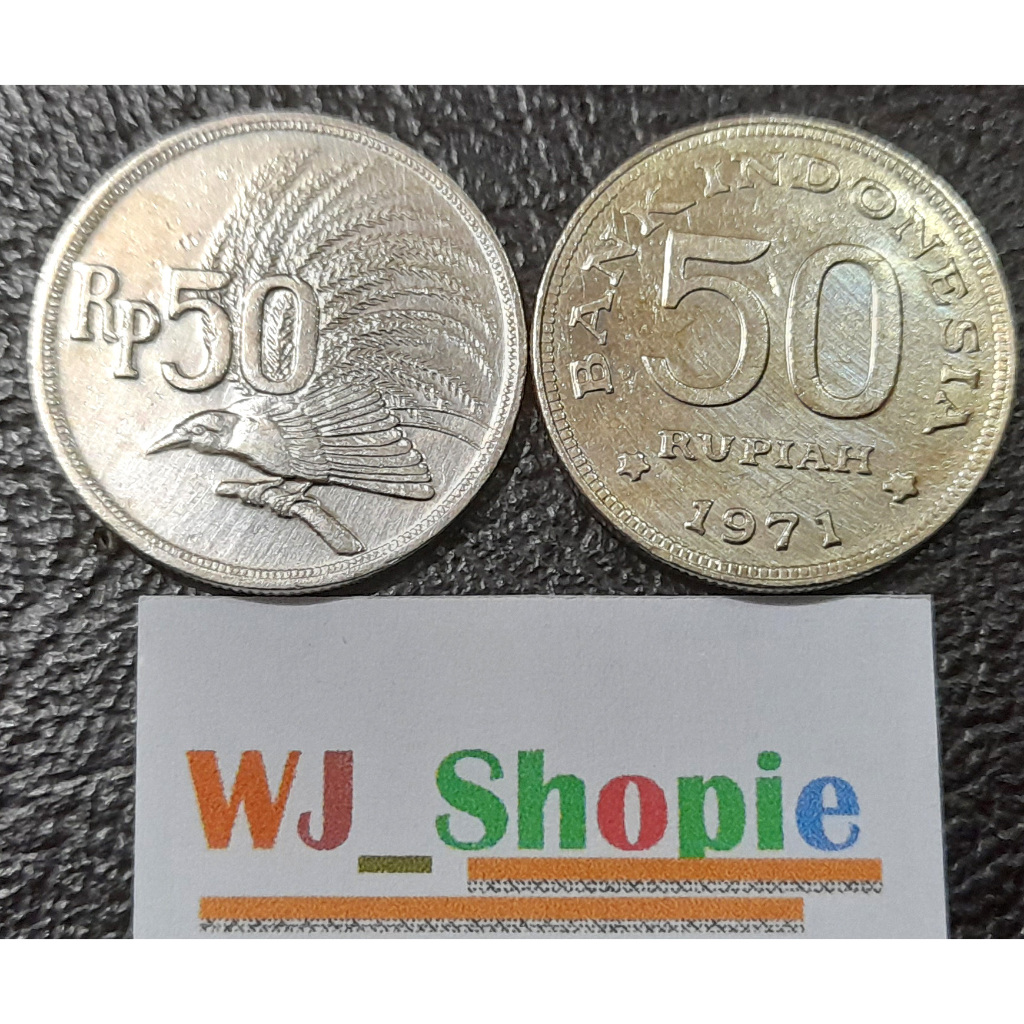 Rp50
BANK INDONESIA
50
RUPIAH
1971
WJ_Shopie